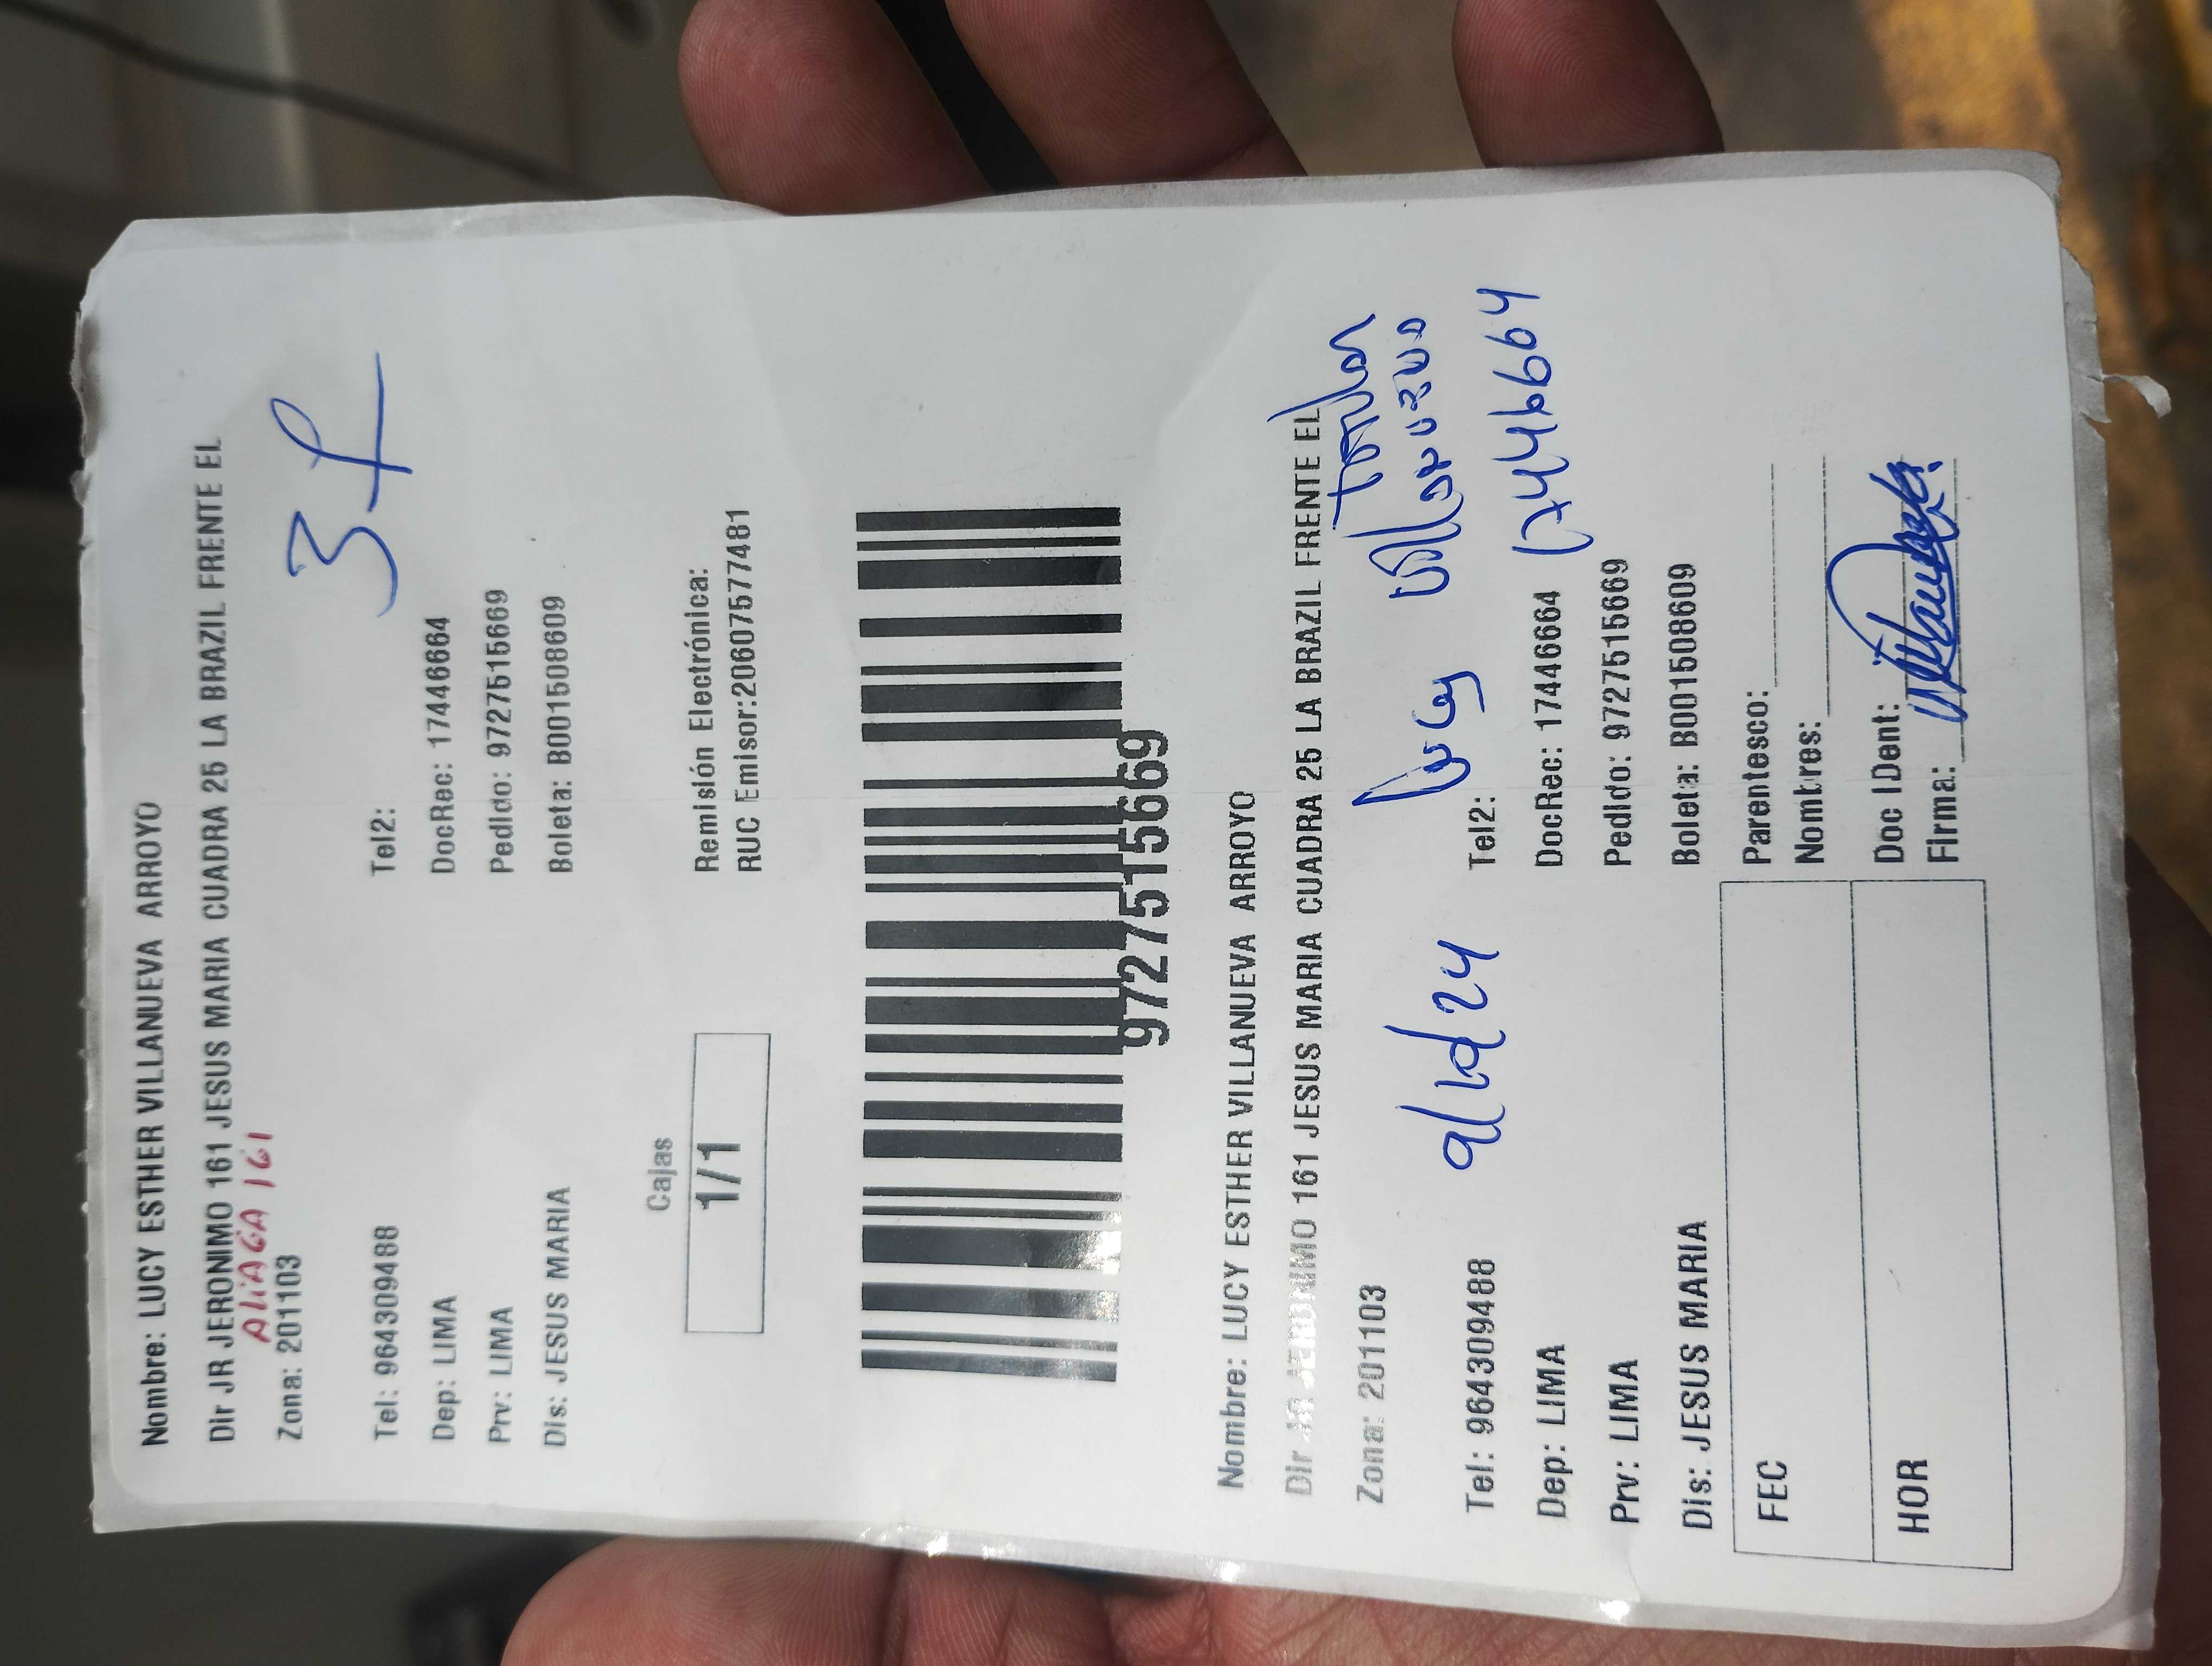 Nombre: LUCY ESTHER VILLANUEVA ARROYO
Dir JR JERONIMO 161 JESUS MARIA CUADRA 25 LA BRAZIL FRENTE EL
ALIAGA 161
Zona: 201103
3
Tel: 964309488 Tel2:
Dep: LIMA DocRec: 17446664
Prv: LIMA Pedido: 9727515669
Dis: JESUS MARIA Boleta: B001508609
Cajas
1/1
Remisión Electrónica:
RUC Emisor:20607577481
9727515669
Nombre: LUCY ESTHER VILLANUEVA ARROYO
Dir JR JERONIMO 161 JESUS MARIA CUADRA 25 LA BRAZIL FRENTE EL
Titular
Zona: 201103
Lucy Villanueva
17446664
Tel: 964309488 Tel2:
Dep: LIMA DocRec: 17446664
Prv: LIMA Pedido: 9727515669
Dis: JESUS MARIA Boleta: B001508609
FEC Parentesco:
Nombres:
HOR Doc IDent:
Firma: